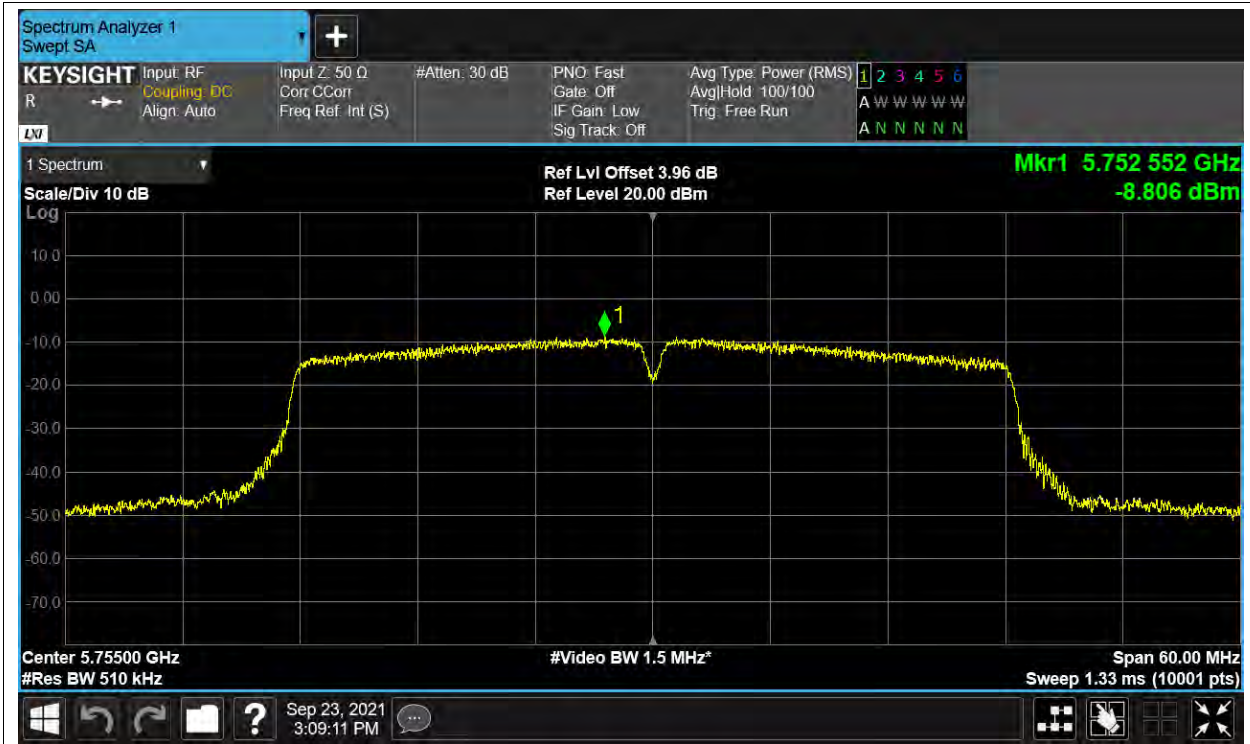 Spectrum Analyzer 1
Swept SA
+
KEYSIGHT Input: RF Input Z: 50 Ω #Atten: 30 dB PNO: Fast Avg Type: Power (RMS) 1 2 3 4 5 6
R Coupling: DC Corr CCorr Gate: Off Avg|Hold: 100/100 A W W W W W
Align: Auto Freq Ref: Int (S) IF Gain: Low Trig: Free Run
LXI Sig Track: Off A N N N N N
1 Spectrum Ref Lvl Offset 3.96 dB Mkr1 5.752 552 GHz
Scale/Div 10 dB Ref Level 20.00 dBm -8.806 dBm
Log
10.0
0.00
1
-10.0
-20.0
-30.0
-40.0
-50.0
-60.0
-70.0
Center 5.75500 GHz #Video BW 1.5 MHz* Span 60.00 MHz
#Res BW 510 kHz Sweep 1.33 ms (10001 pts)
? Sep 23, 2021
3:09:11 PM